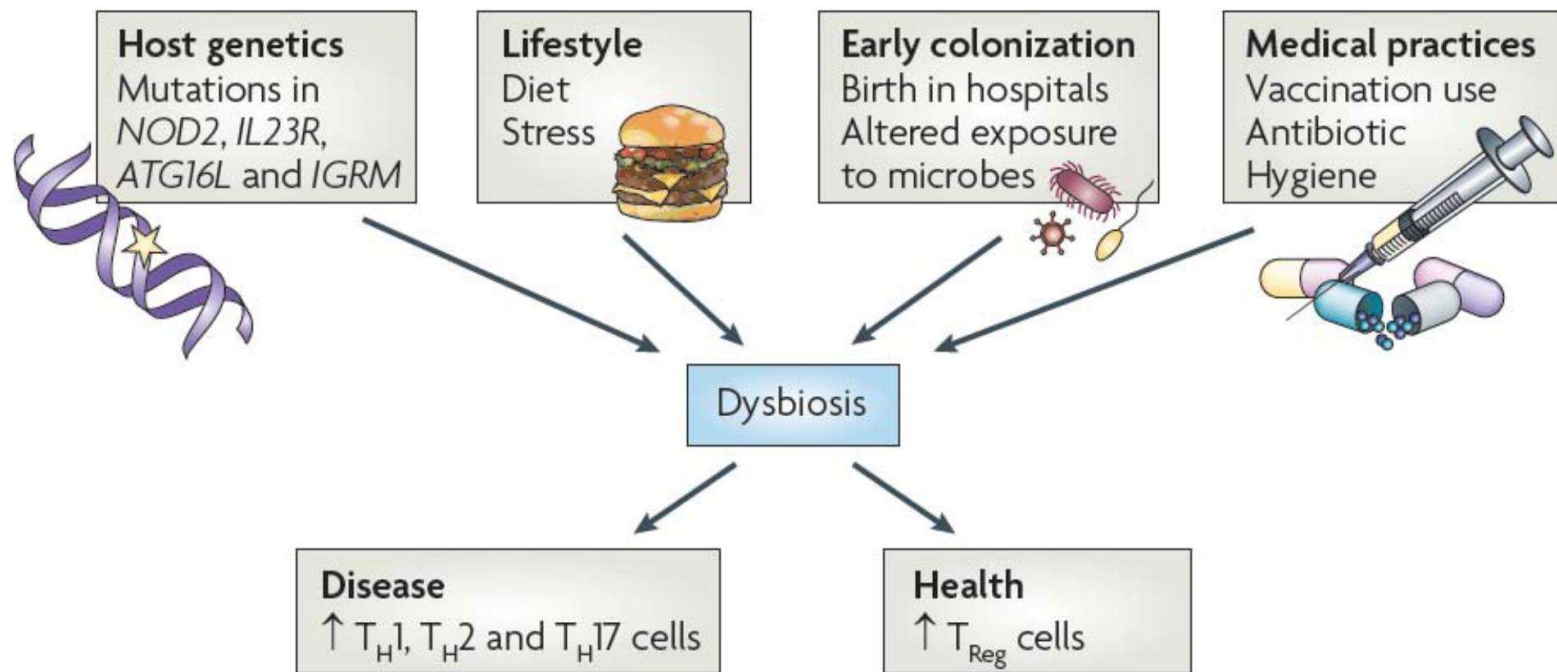 Host genetics
Mutations in
NOD2, IL23R,
ATG16L and IGRM
Lifestyle
Diet
Stress
Early colonization
Birth in hospitals
Altered exposure
to microbes
Medical practices
Vaccination use
Antibiotic
Hygiene
Dysbiosis
Disease
↑ TH1, TH2 and TH17 cells
Health
↑ TReg cells